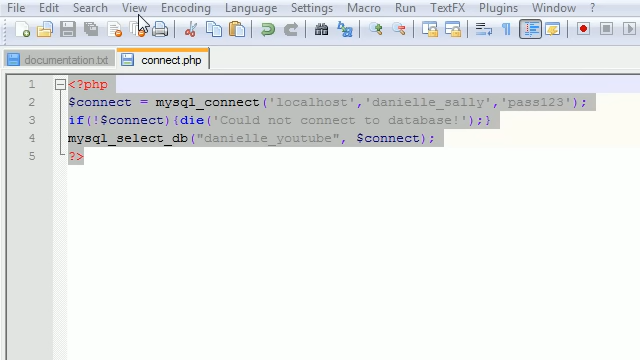 File Edit Search View Encoding Language Settings Macro Run TextFX Plugins Window ?
documentation.txt connect.php
1 <?php
2 $connect = mysql_connect('localhost','danielle_sally','pass123');
3 if(!$connect){die('Could not connect to database!');}
4 mysql_select_db("danielle_youtube", $connect);
5 ?>